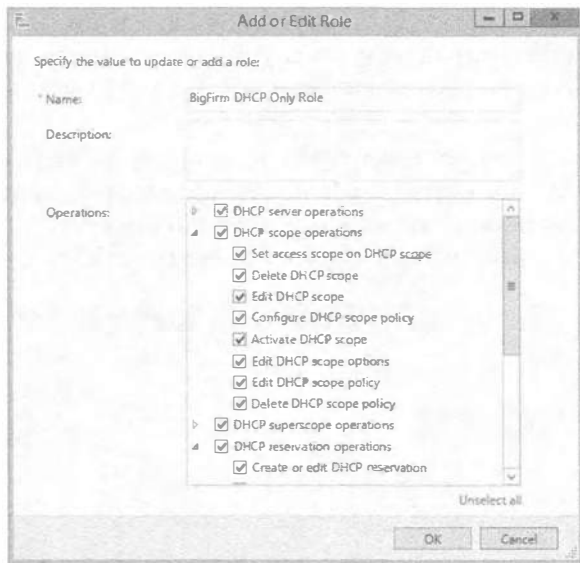 Add or Edit Role
Specify the value to update or add a role:
* Name: BigFirm DHCP Only Role
Description:
Operations:
DHCP server operations
DHCP scope operations
Set access scope on DHCP scope
Delete DHCP scope
Edit DHCP scope
Configure DHCP scope policy
Activate DHCP scope
Edit DHCP scope options
Edit DHCP scope policy
Delete DHCP scope policy
DHCP superscope operations
DHCP reservation operations
Create or edit DHCP reservation
Unselect all
OK Cancel